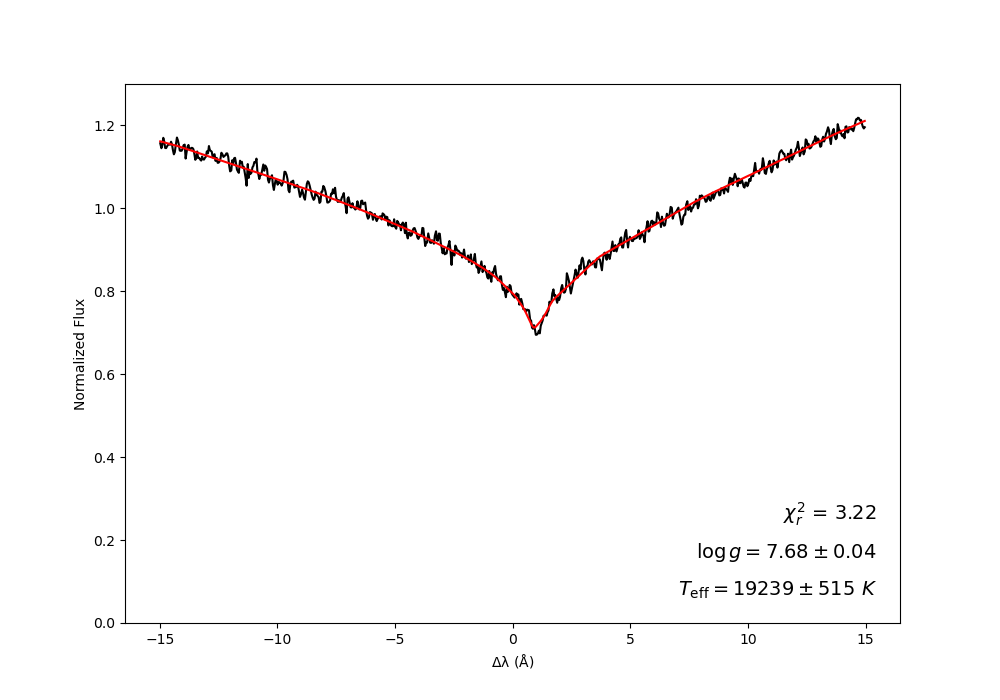 1.2
1.0
0.8
0.6
0.4
0.2
0.0
Normalized Flux
χ²ᵣ = 3.22
log g = 7.68 ± 0.04
T_eff = 19239 ± 515 K
−15 −10 −5 0 5 10 15
Δλ (Å)